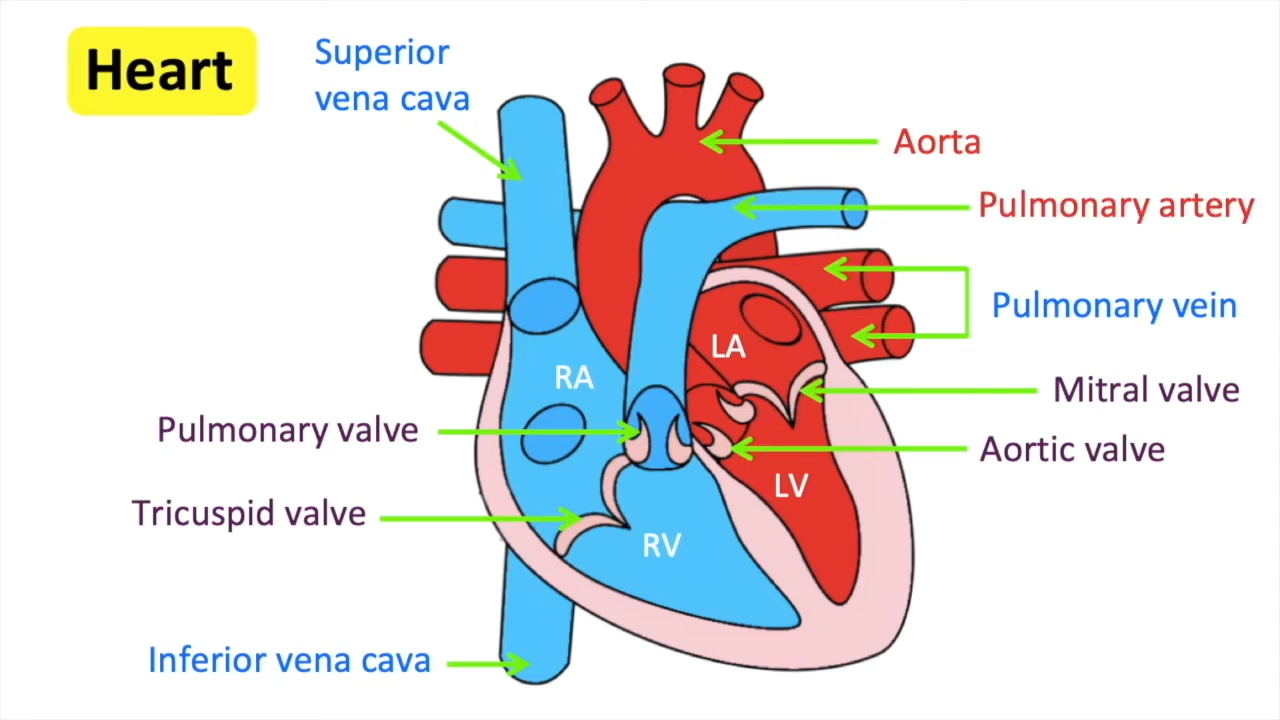 Heart
Superior
vena cava
Aorta
Pulmonary artery
Pulmonary vein
LA
RA
Mitral valve
Pulmonary valve
Aortic valve
LV
Tricuspid valve
RV
Inferior vena cava